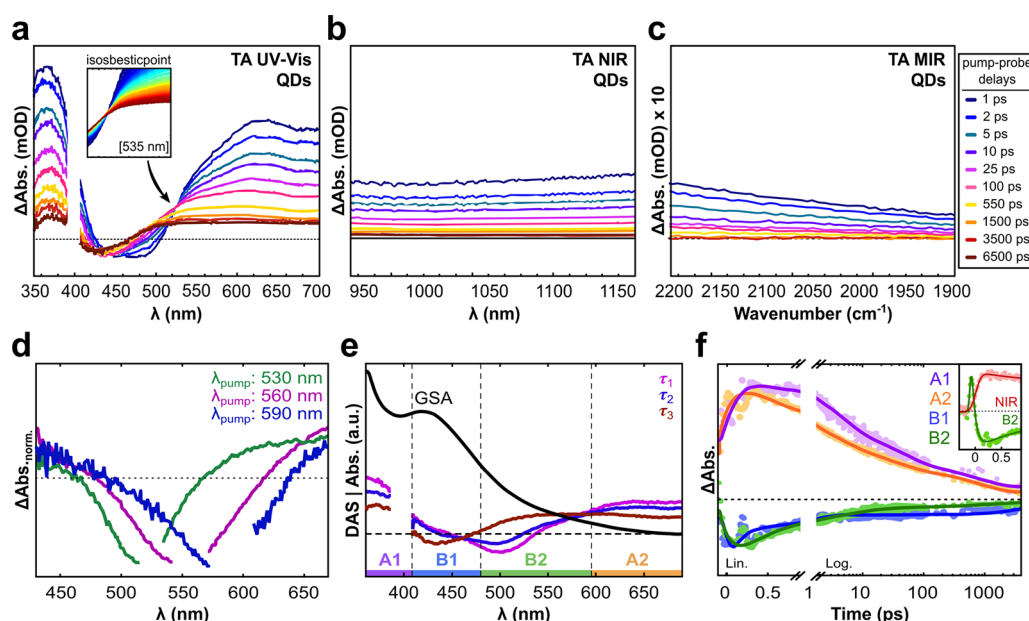 a
isosbesticpoint
TA UV-Vis
QDs
[535 nm]
ΔAbs. (mOD)
350 400 450 500 550 600 650 700
λ (nm)
b
TA NIR
QDs
ΔAbs. (mOD)
950 1000 1050 1100 1150
λ (nm)
c
TA MIR
QDs
ΔAbs. (mOD) x 10
2200 2150 2100 2050 2000 1950 1900
Wavenumber (cm⁻¹)
pump-probe
delays
1 ps
2 ps
5 ps
10 ps
25 ps
100 ps
550 ps
1500 ps
3500 ps
6500 ps
d
λpump: 530 nm
λpump: 560 nm
λpump: 590 nm
ΔAbs.norm.
450 500 550 600 650
λ (nm)
e
GSA
τ1
τ2
τ3
DAS | Abs. (a.u.)
A1 B1 B2 A2
400 450 500 550 600 650
λ (nm)
f
A1
A2
B1
B2
NIR
B2
0 0.5
ΔAbs.
Lin. Log.
0 0.5 1 10 100 1000
Time (ps)